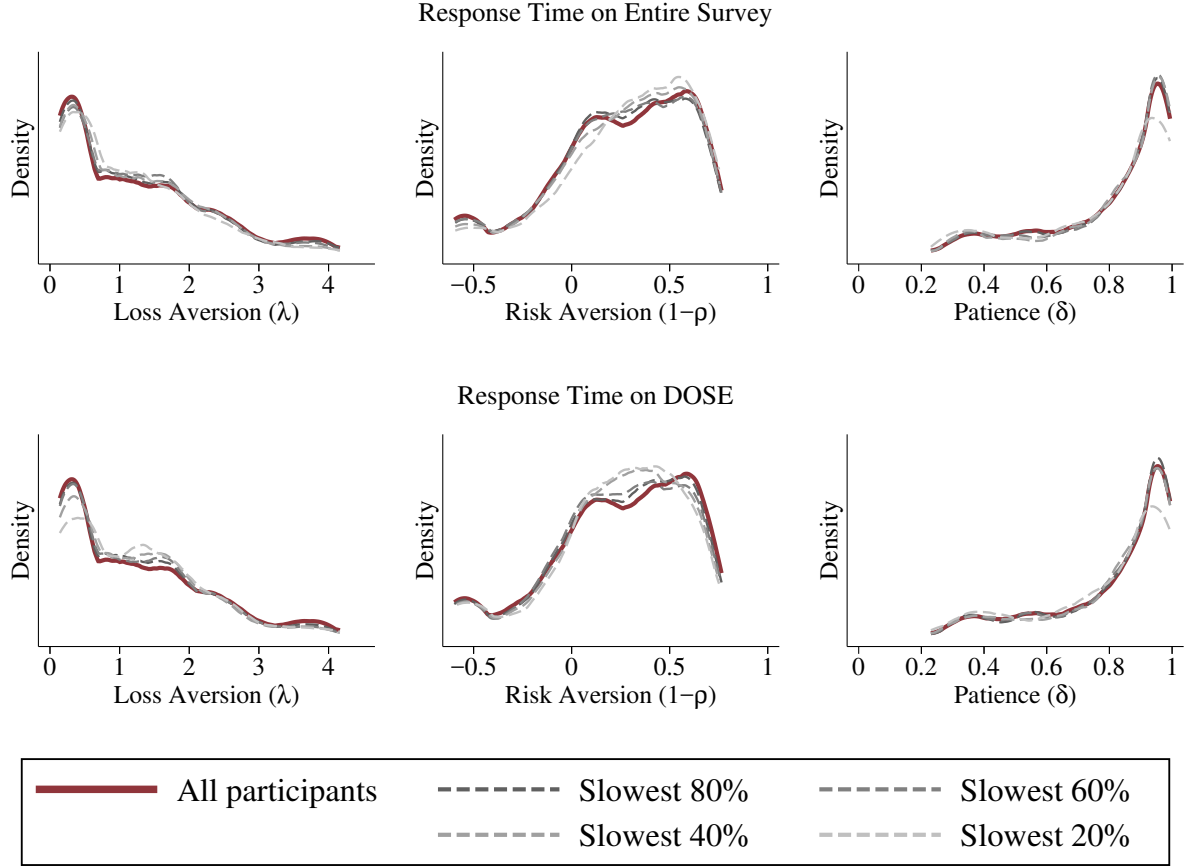 Response Time on Entire Survey
Density
0 1 2 3 4
Loss Aversion (λ)
Density
−0.5 0 0.5 1
Risk Aversion (1−ρ)
Density
0 0.2 0.4 0.6 0.8 1
Patience (δ)
Response Time on DOSE
Density
0 1 2 3 4
Loss Aversion (λ)
Density
−0.5 0 0.5 1
Risk Aversion (1−ρ)
Density
0 0.2 0.4 0.6 0.8 1
Patience (δ)
All participants
Slowest 80%
Slowest 60%
Slowest 40%
Slowest 20%